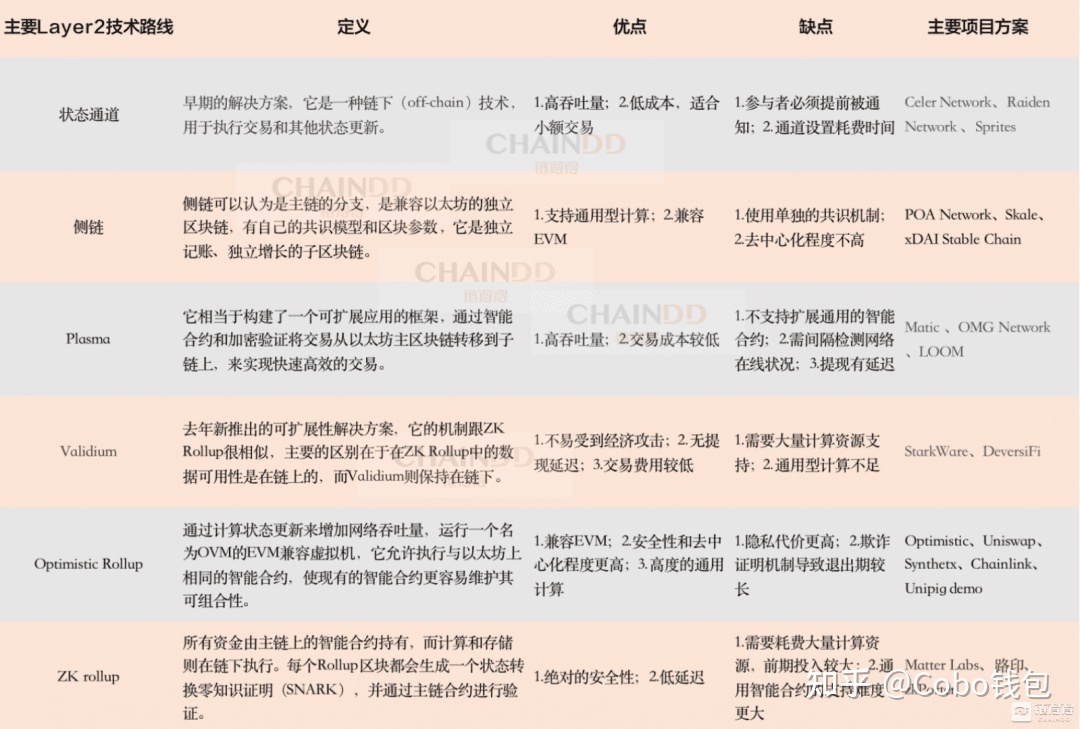 主要Layer2技术路线
定义
优点
缺点
主要项目方案
状态通道
早期的解决方案，它是一种链下（off-chain）技术，
用于执行交易和其他状态更新。
1.高吞吐量；2.低成本，适合
小额交易
1.参与者必须提前被通
知；2.通道设置耗费时间
Celer Network、Raiden
Network 、Sprites
侧链
侧链可以认为是主链的分支，是兼容以太坊的独立
区块链，有自己的共识模型和区块参数，它是独立
记账、独立增长的子区块链。
1.支持通用型计算；2.兼容
EVM
1.使用单独的共识机制；
2.去中心化程度不高
POA Network、Skale、
xDAI Stable Chain
Plasma
它相当于构建了一个可扩展应用的框架，通过智能
合约和加密验证将交易从以太坊主区块链转移到子
链上，来实现快速高效的交易。
1.高吞吐量；2.交易成本较低
1.不支持扩展通用的智能
合约；2.需间隔检测网络
在线状况；3.提现有延迟
Matic 、OMG Network
、LOOM
Validium
去年新推出的可扩展性解决方案，它的机制跟ZK
Rollup很相似，主要的区别在于在ZK Rollup中的数
据可用性是在链上的，而Validium则保持在链下。
1.不易受到经济攻击；2.无提
现延迟；3.交易费用较低
1.需要大量计算资源支
持；2.通用型计算不足
StarkWare、DeversiFi
Optimistic Rollup
通过计算状态更新来增加网络吞吐量，运行一个名
为OVM的EVM兼容虚拟机，它允许执行与以太坊上
相同的智能合约，使现有的智能合约更容易维护其
可组合性。
1.兼容EVM；2.安全性和去中
心化程度更高；3.高度的通用
计算
1.隐私代价更高；2.欺诈
证明机制导致退出期较
长
Optimistic、Uniswap、
Synthetx、Chainlink、
Unipig demo
ZK rollup
所有资金由主链上的智能合约持有，而计算和存储
则在链下执行。每个Rollup区块都会生成一个状态转
换零知识证明（SNARK），并通过主链合约进行验
证。
1.绝对的安全性；2.低延迟
1.需要耗费大量计算资
源，前期投入较大；2.通
用智能合约的支持难度
更大
Matter Labs、路印、
CHAINDD
链得得
CHAINDD
CHAINDD
链得得
CHAINDD
CHAINDD
知乎 @Cobo钱包
链得得
CHAINDD